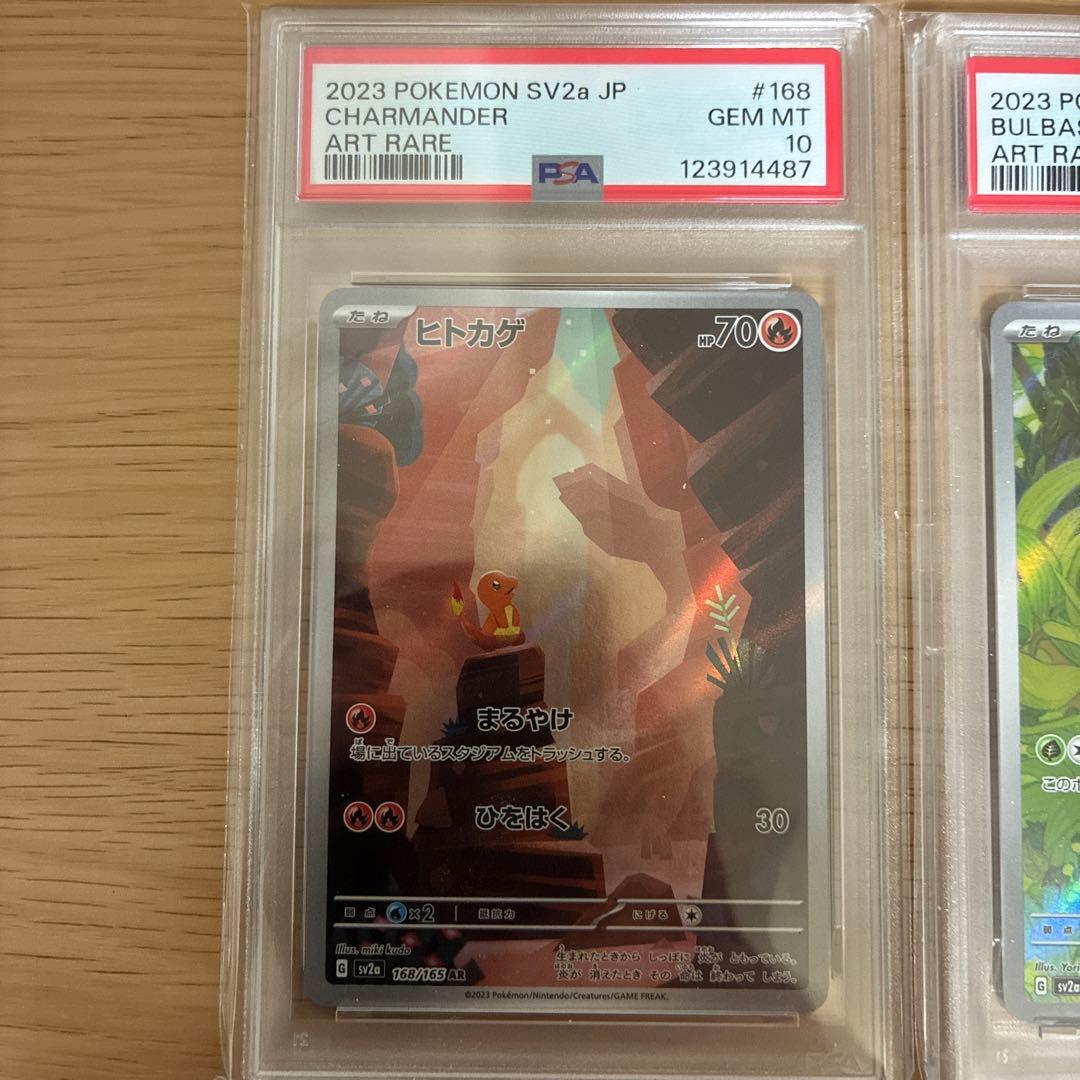 2023 POKEMON SV2a JP #168
CHARMANDER GEM MT
ART RARE 10
PSA 123914487
たね ヒトカゲ HP70
まるやけ
場に出ているスタジアムをトラッシュする。
ば で
ひをはく 30
弱点 ×2 抵抗力 にげる
Illus. miki kudo
G sv2a 168/165 AR
生まれたときから しっぽに 炎が ともっている。
炎が 消えたとき その 命は 終わって しまう。
©2023 Pokémon/Nintendo/Creatures/GAME FREAK.
2023
ART
たね
弱点
Illus.
G sv2a